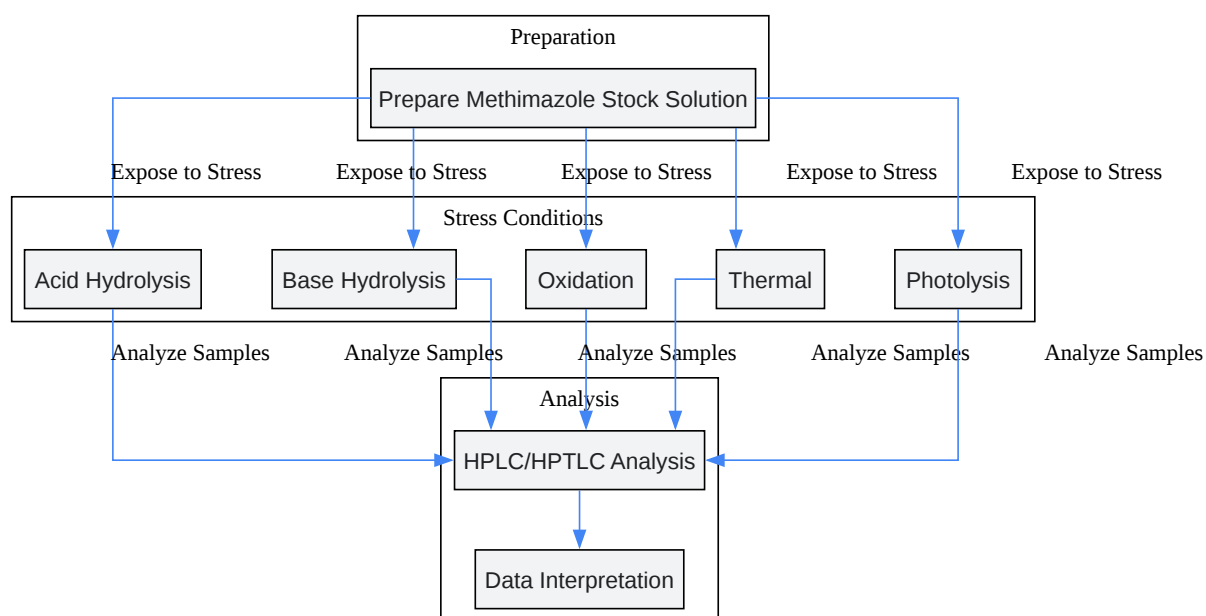 Preparation
Prepare Methimazole Stock Solution
Expose to Stress
Expose to Stress
Expose to Stress
Expose to Stress
Expose to Stress
Stress Conditions
Acid Hydrolysis
Base Hydrolysis
Oxidation
Thermal
Photolysis
Analyze Samples
Analyze Samples
Analyze Samples
Analyze Samples
Analyze Samples
Analysis
HPLC/HPTLC Analysis
Data Interpretation